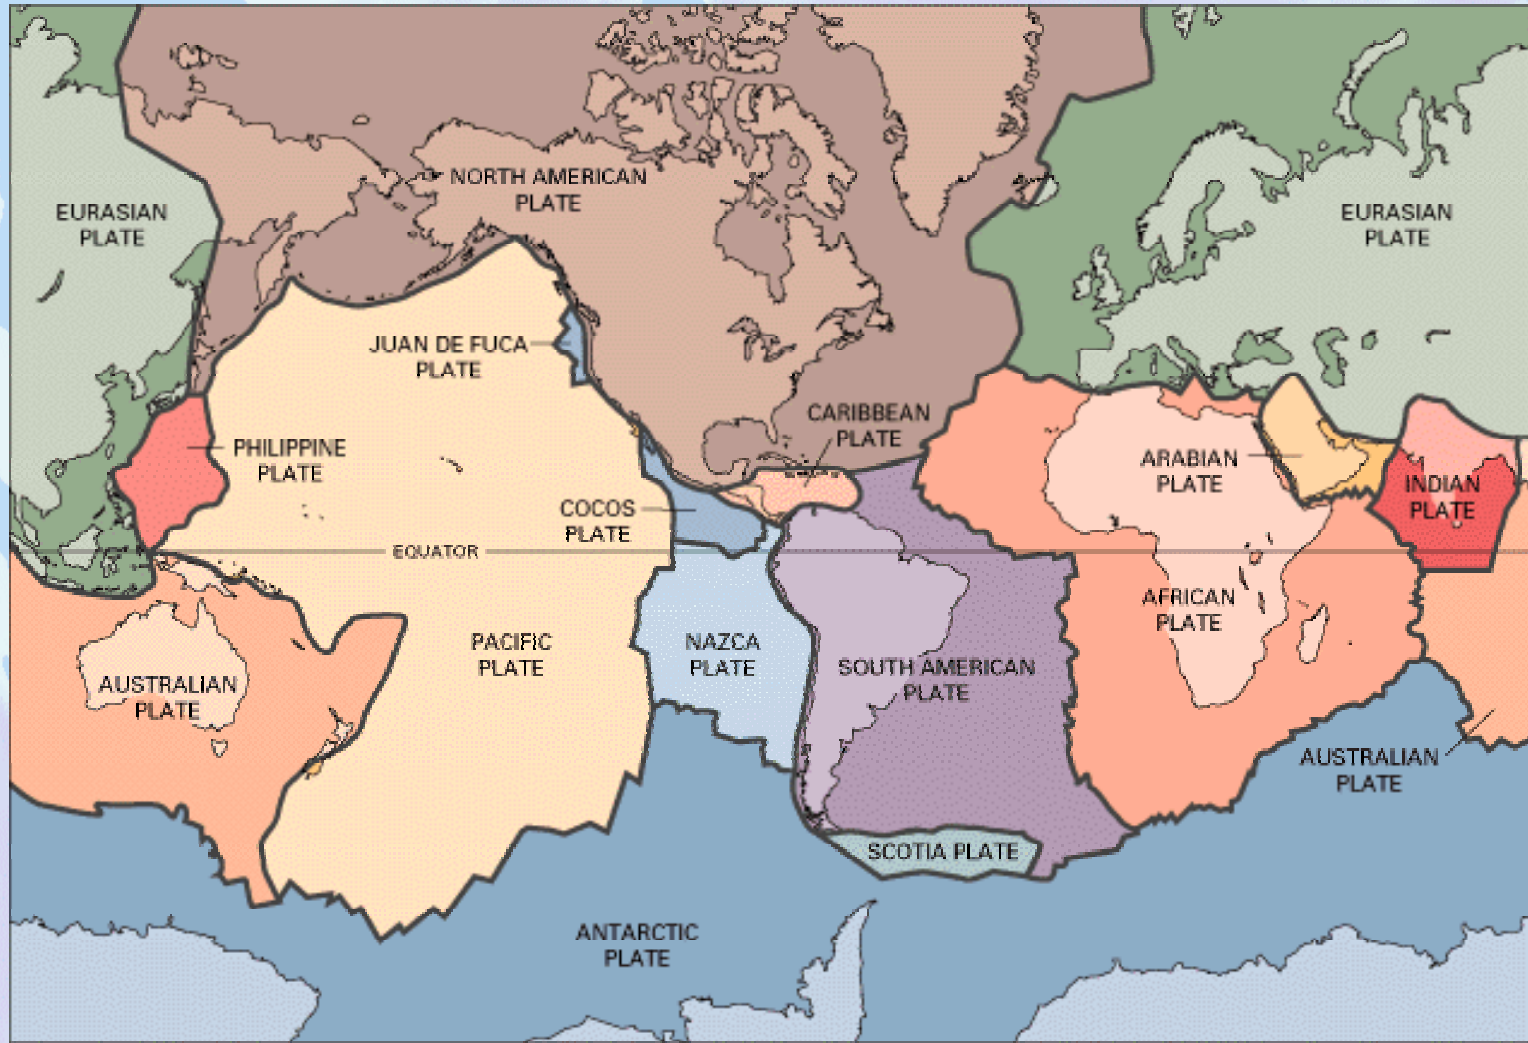 NORTH AMERICAN
PLATE
EURASIAN
PLATE
EURASIAN
PLATE
JUAN DE FUCA
PLATE
CARIBBEAN
PLATE
PHILIPPINE
PLATE
ARABIAN
PLATE
INDIAN
PLATE
COCOS
PLATE
EQUATOR
AFRICAN
PLATE
PACIFIC
PLATE
NAZCA
PLATE
SOUTH AMERICAN
PLATE
AUSTRALIAN
PLATE
AUSTRALIAN
PLATE
SCOTIA PLATE
ANTARCTIC
PLATE